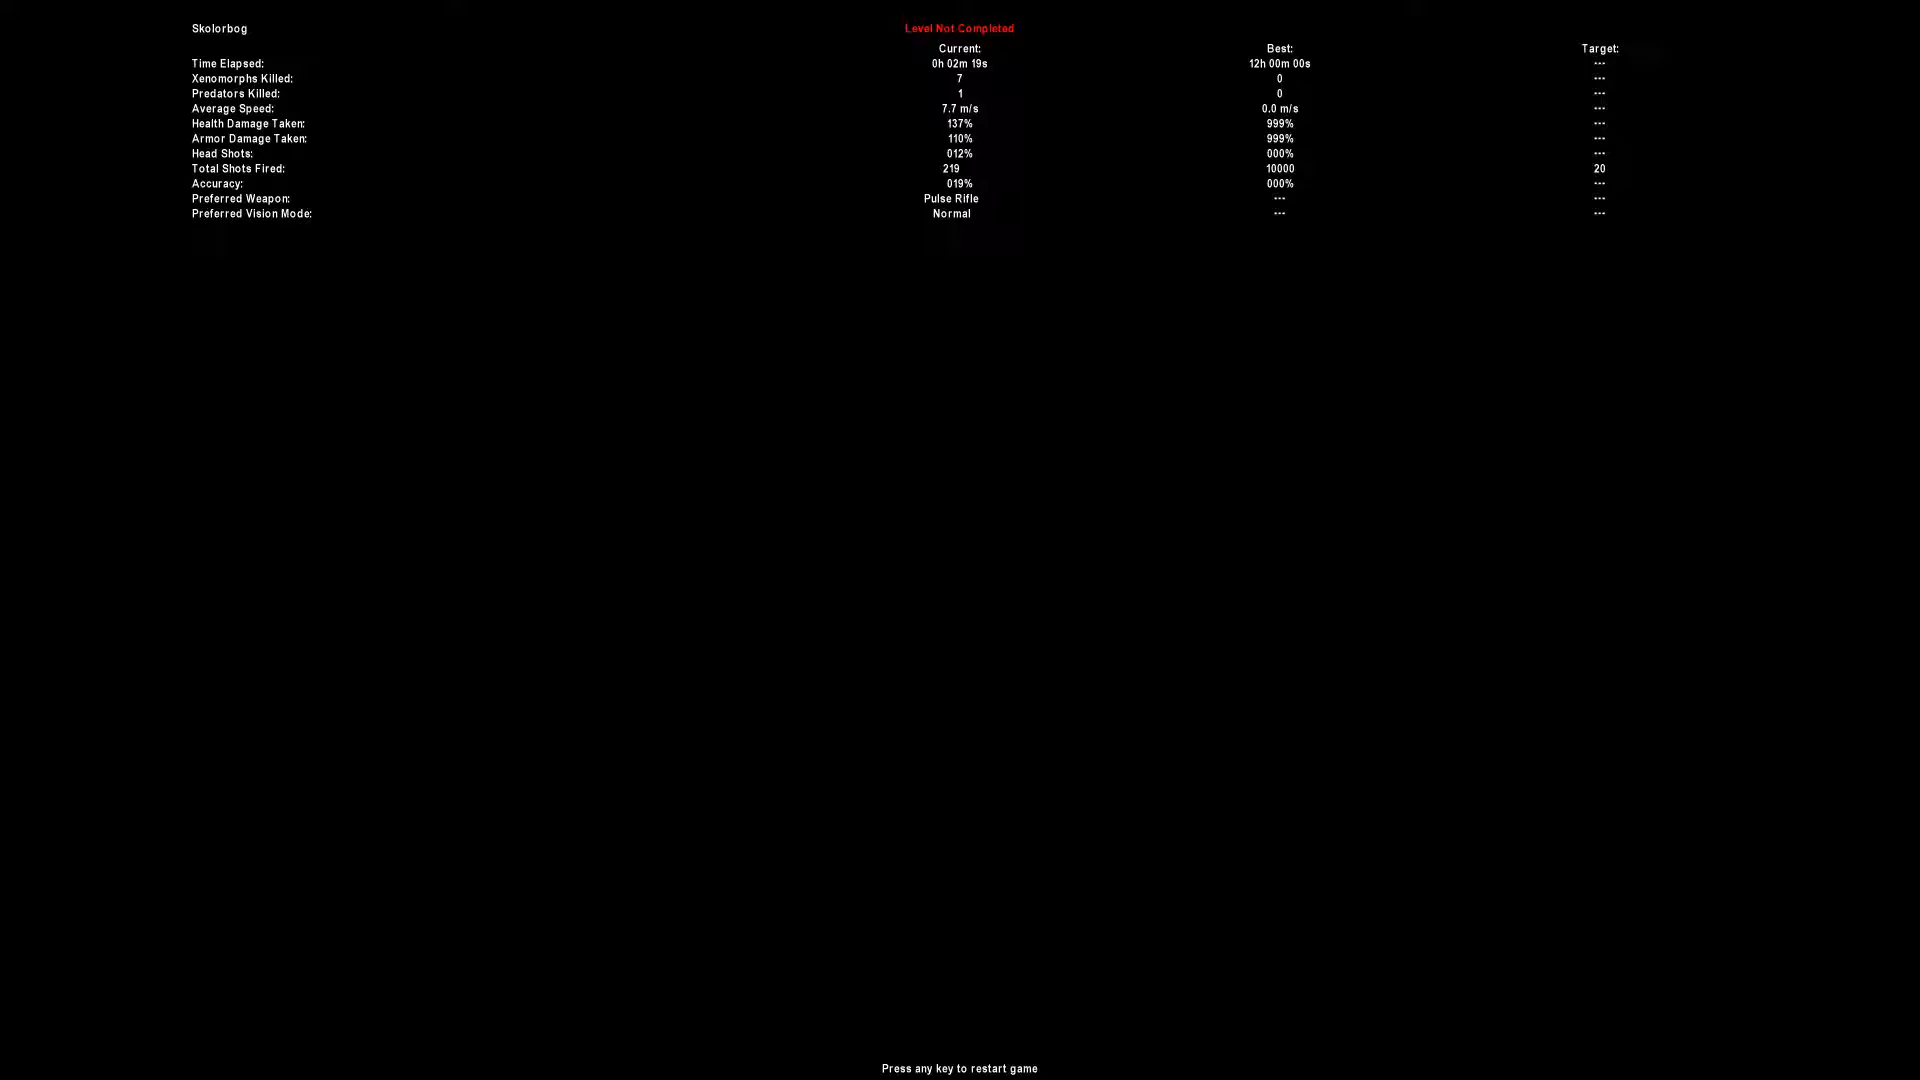 Skolorbog Level Not Completed
Current: Best: Target:
Time Elapsed: 0h 02m 19s 12h 00m 00s ---
Xenomorphs Killed: 7 0 ---
Predators Killed: 1 0 ---
Average Speed: 7.7 m/s 0.0 m/s ---
Health Damage Taken: 137% 999% ---
Armor Damage Taken: 110% 999% ---
Head Shots: 012% 000% ---
Total Shots Fired: 219 10000 20
Accuracy: 019% 000% ---
Preferred Weapon: Pulse Rifle --- ---
Preferred Vision Mode: Normal --- ---
Press any key to restart game